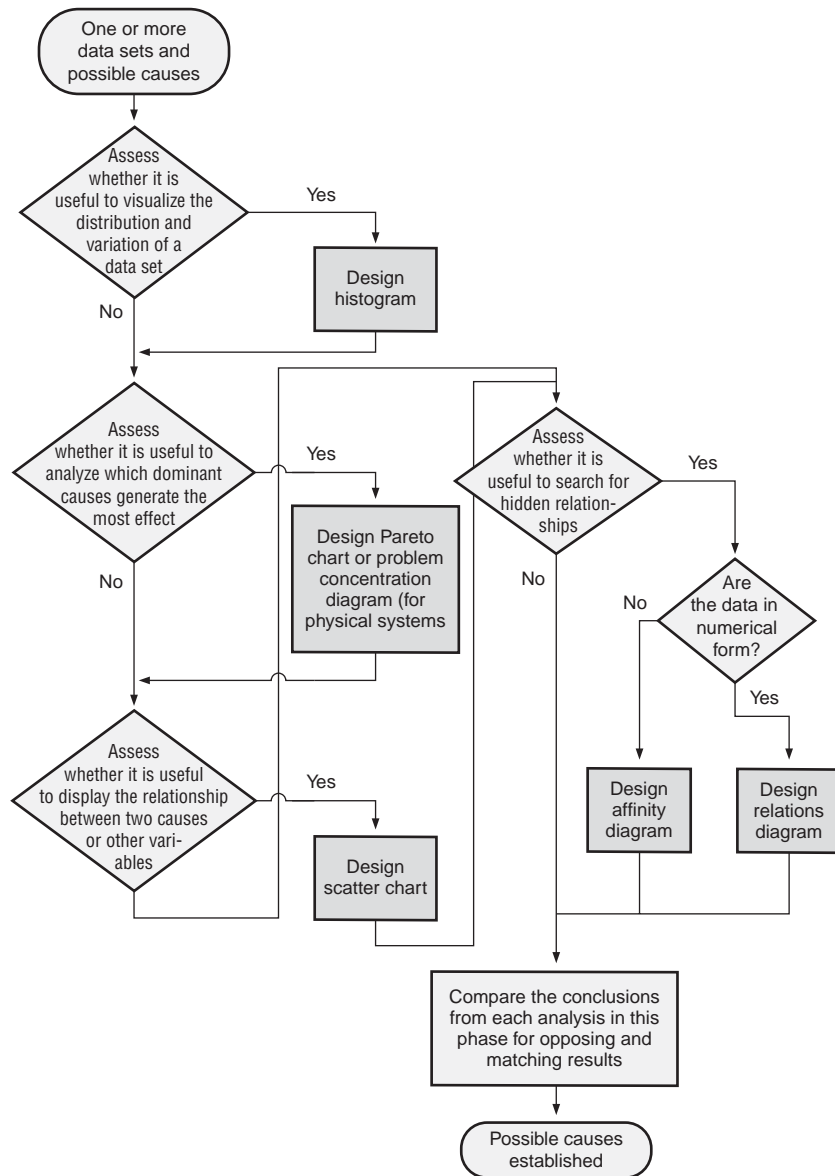 One or more
data sets and
possible causes
Assess
whether it is
useful to visualize the
distribution and
variation of a
data set
Yes
No
Design
histogram
Assess
whether it is useful to
analyze which dominant
causes generate the
most effect
Yes
No
Design Pareto
chart or problem
concentration
diagram (for
physical systems
Assess
whether it is useful
to display the relationship
between two causes
or other vari-
ables
Yes
Design
scatter chart
Assess
whether it is
useful to search for
hidden relation-
ships
Yes
No
Are
the data in
numerical
form?
No
Yes
Design
affinity
diagram
Design
relations
diagram
Compare the conclusions
from each analysis in this
phase for opposing and
matching results
Possible causes
established